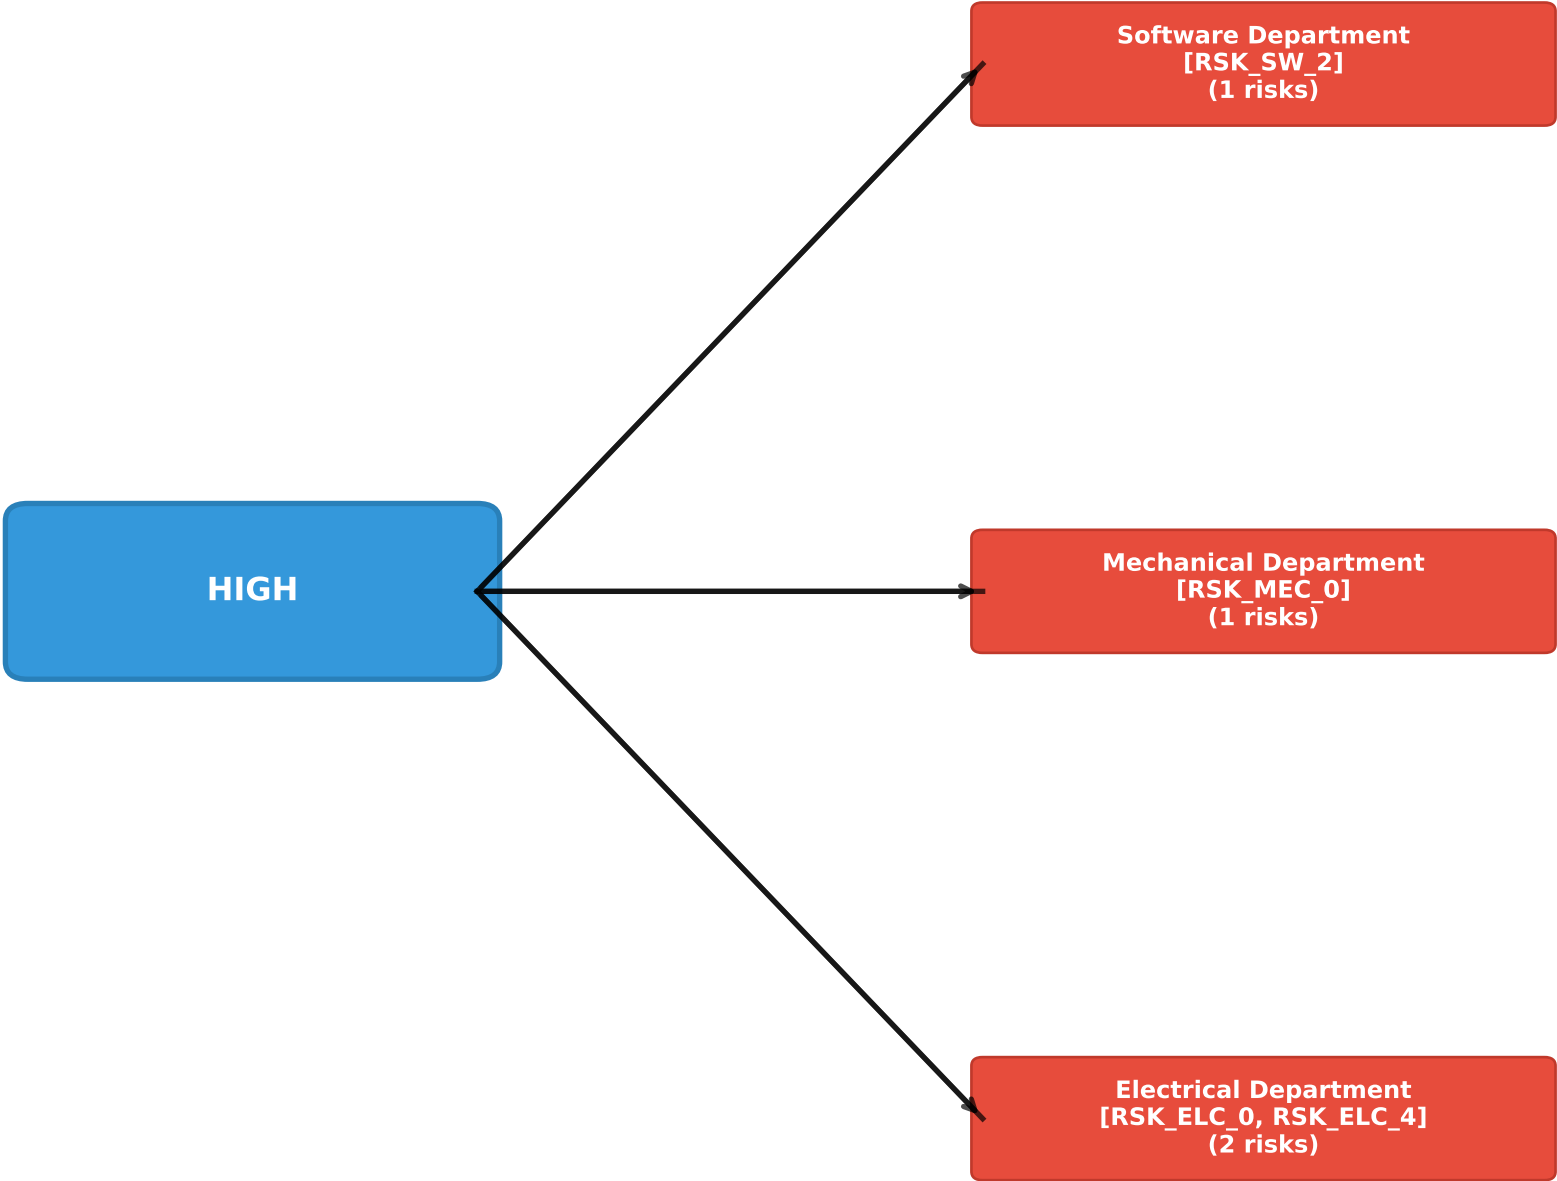 Software Department
[RSK_SW_2]
(1 risks)
HIGH
Mechanical Department
[RSK_MEC_0]
(1 risks)
Electrical Department
[RSK_ELC_0, RSK_ELC_4]
(2 risks)